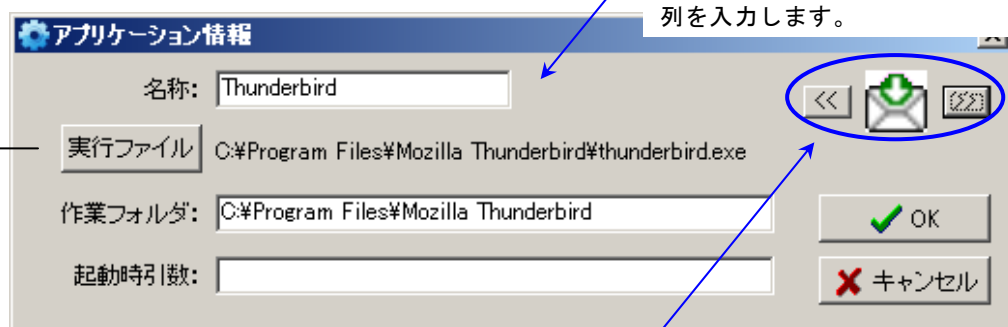 列を入力します。
アプリケーション情報
名称: Thunderbird
<< >>
実行ファイル C:¥Program Files¥Mozilla Thunderbird¥thunderbird.exe
作業フォルダ: C:¥Program Files¥Mozilla Thunderbird
OK
起動時引数:
キャンセル